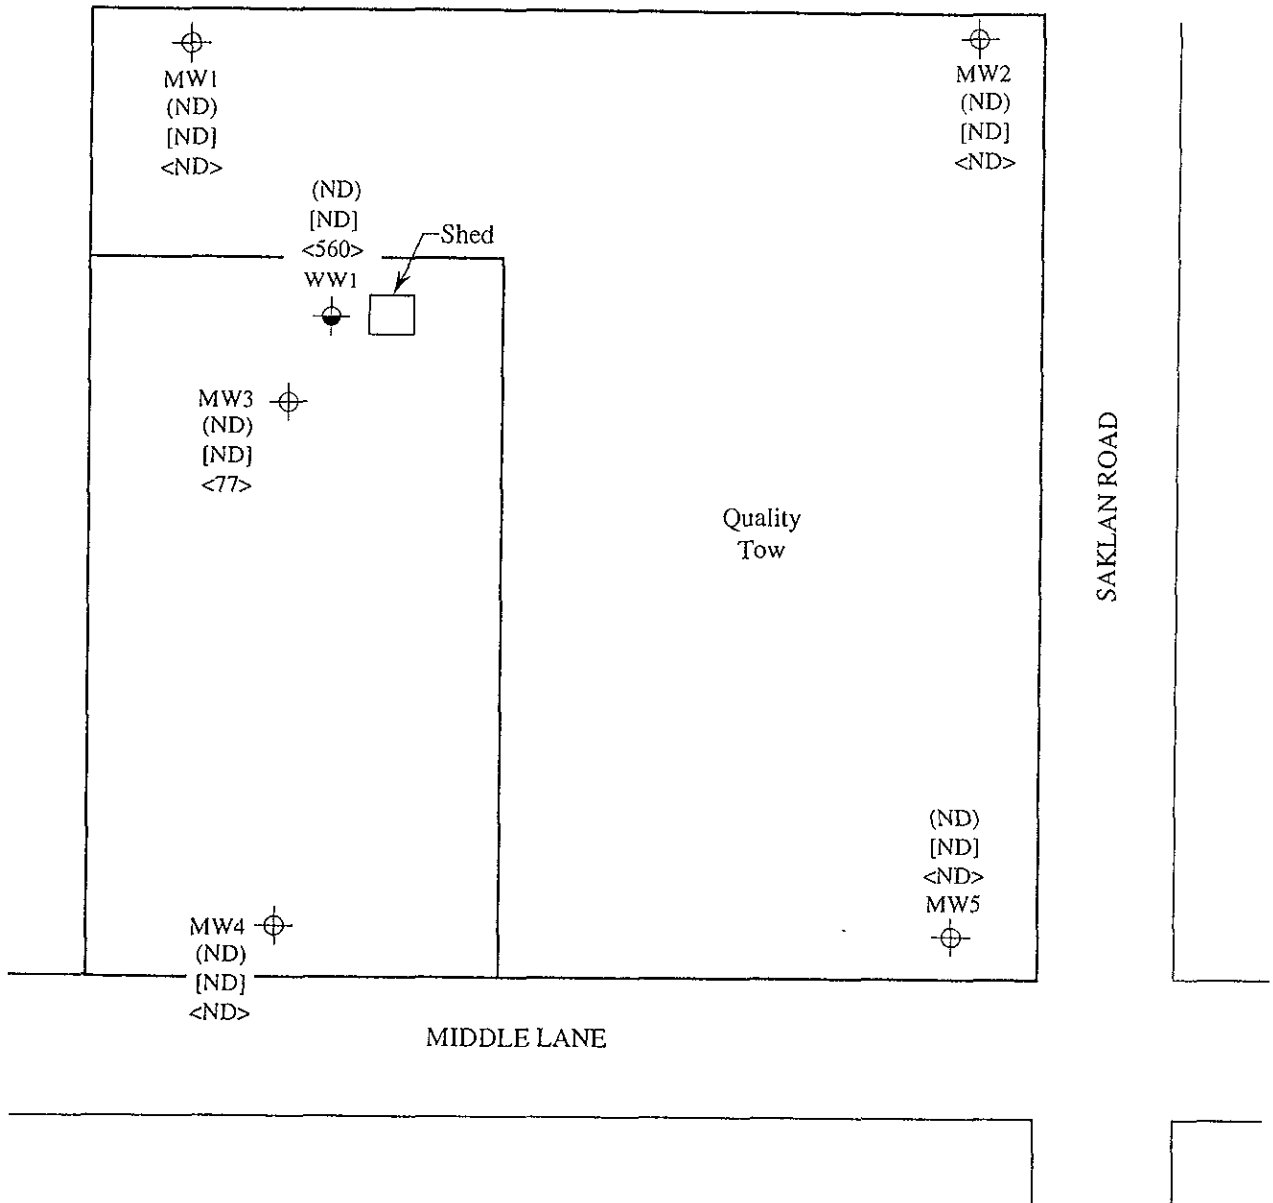 MW1
(ND)
[ND]
<ND>
MW2
(ND)
[ND]
<ND>
(ND)
[ND]
<560>
WW1
Shed
MW3
(ND)
[ND]
<77>
Quality
Tow
SAKLAN ROAD
(ND)
[ND]
<ND>
MW5
MW4
(ND)
[ND]
<ND>
MIDDLE LANE